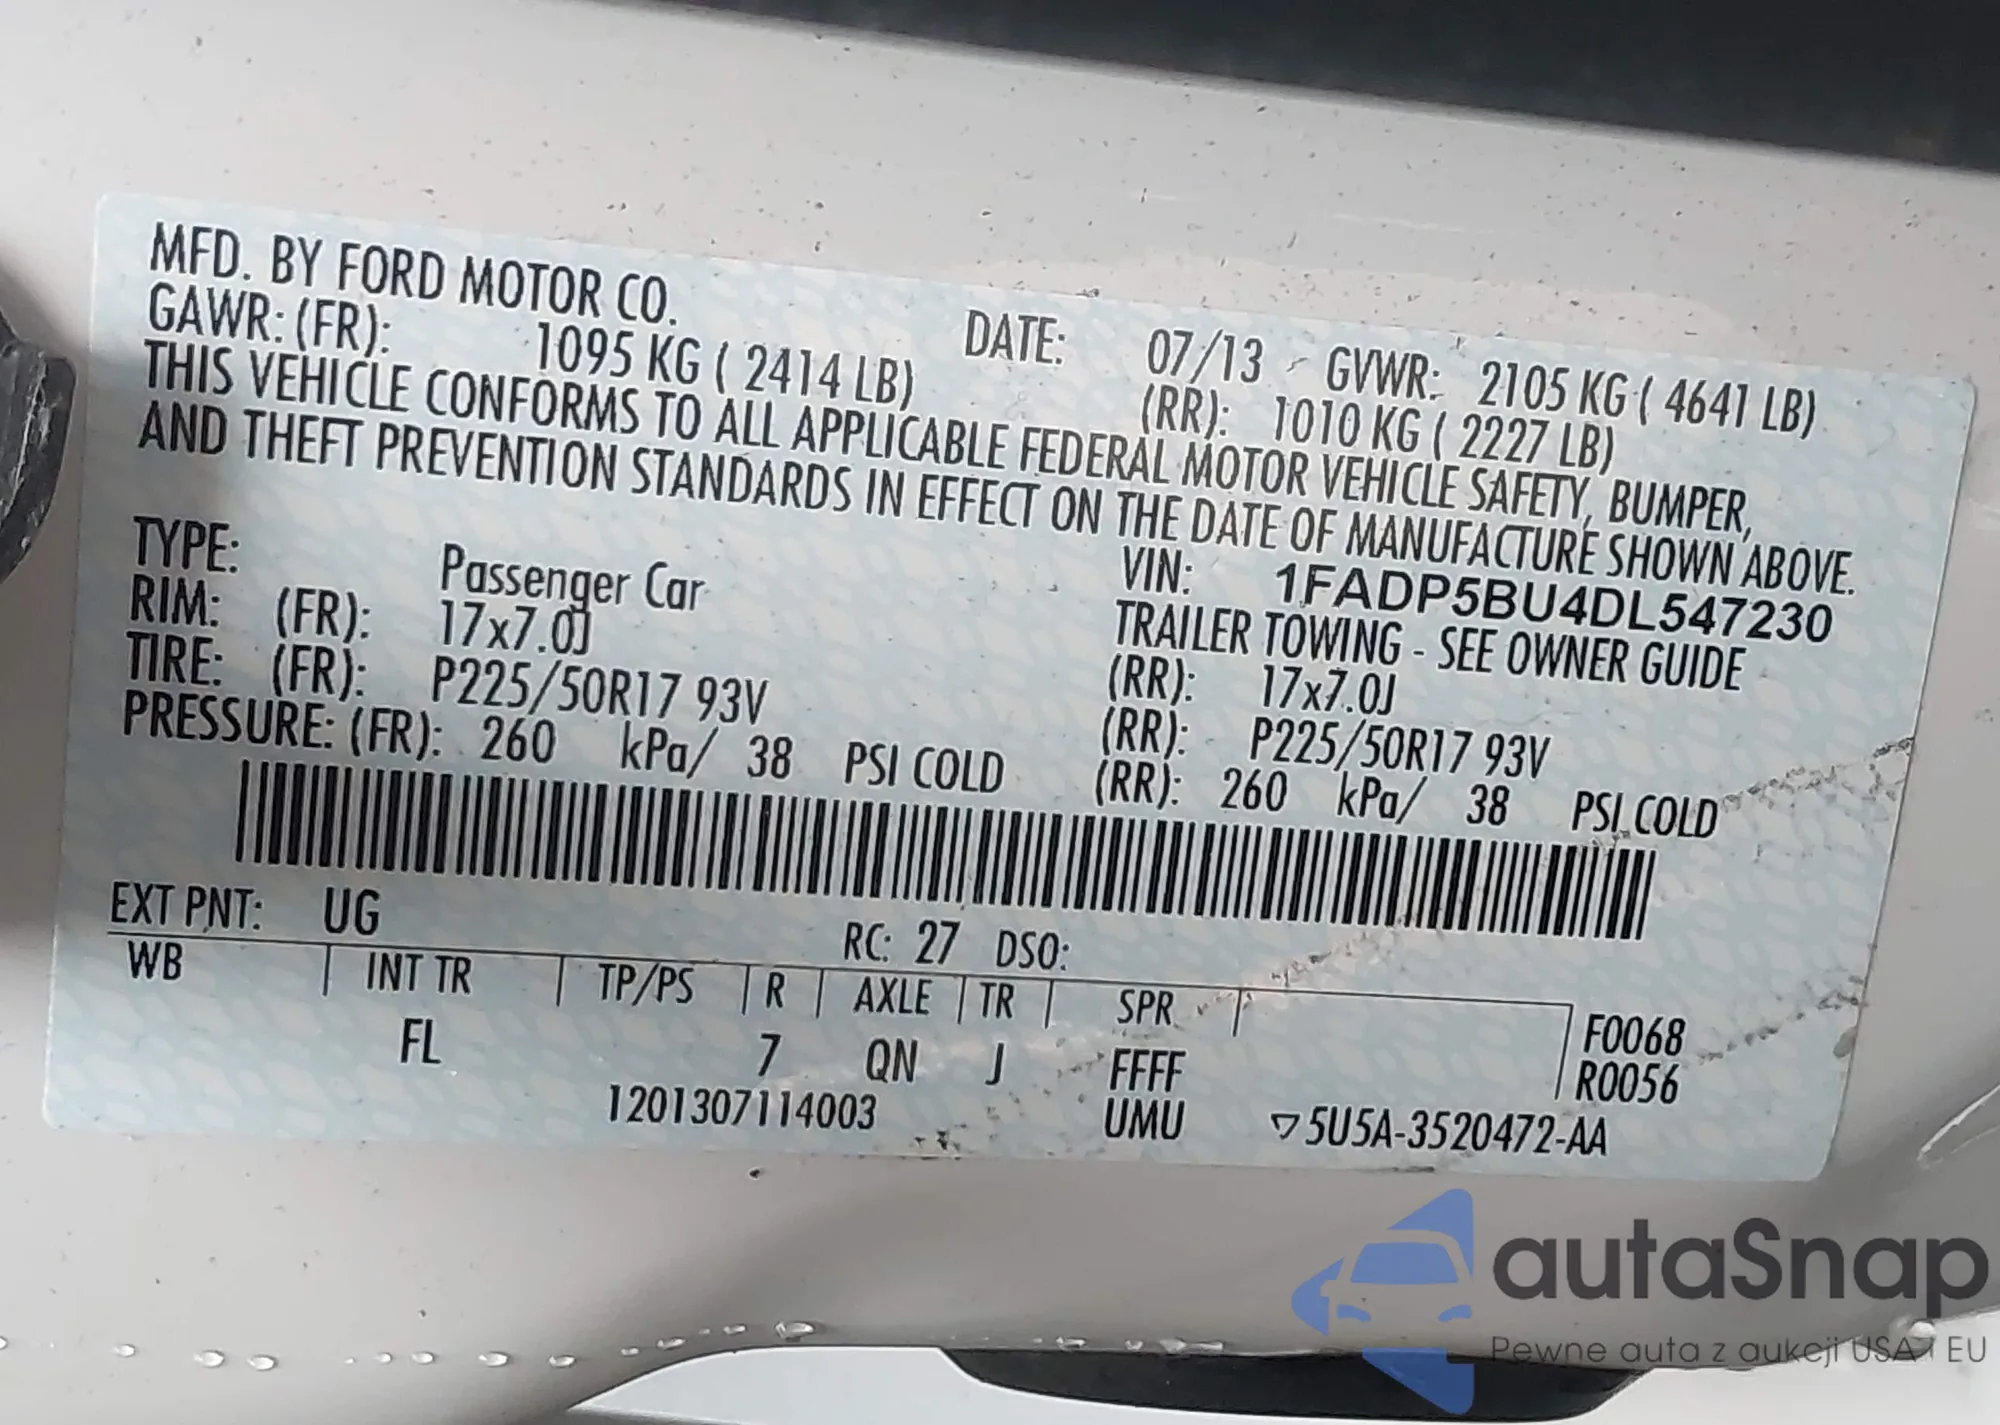 MFD. BY FORD MOTOR CO.
DATE: 07/13 GVWR: 2105 KG ( 4641 LB)
GAWR: (FR): 1095 KG ( 2414 LB) (RR): 1010 KG ( 2227 LB)
THIS VEHICLE CONFORMS TO ALL APPLICABLE FEDERAL MOTOR VEHICLE SAFETY, BUMPER,
AND THEFT PREVENTION STANDARDS IN EFFECT ON THE DATE OF MANUFACTURE SHOWN ABOVE.
VIN: 1FADP5BU4DL547230
TYPE: Passenger Car TRAILER TOWING - SEE OWNER GUIDE
RIM: (FR): 17x7.0J (RR): 17x7.0J
TIRE: (FR): P225/50R17 93V (RR): P225/50R17 93V
PRESSURE: (FR): 260 kPa/ 38 PSI COLD (RR): 260 kPa/ 38 PSI COLD
EXT PNT: UG RC: 27 DSO:
WB INT TR TP/PS R AXLE TR SPR F0068
FL 7 QN J FFFF R0056
1201307114003 UMU ▽5U5A-3520472-AA
autaSnap
Pewne auta z aukcji USA i EU